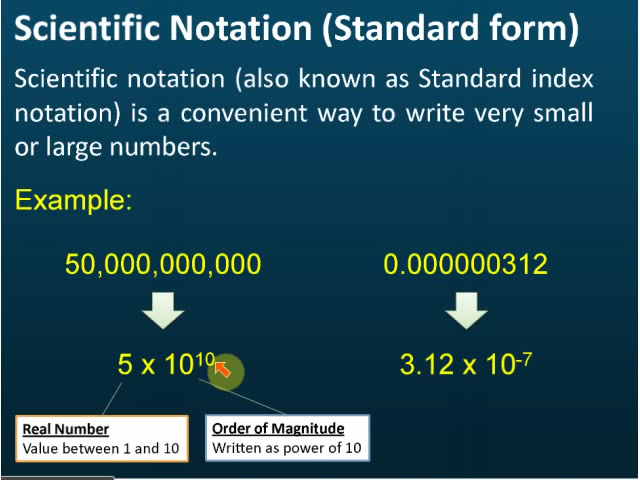 Scientific Notation (Standard form)
Scientific notation (also known as Standard index
notation) is a convenient way to write very small
or large numbers.
Example:
50,000,000,000
0.000000312
5 x 10¹⁰
3.12 x 10⁻⁷
Real Number
Value between 1 and 10
Order of Magnitude
Written as power of 10